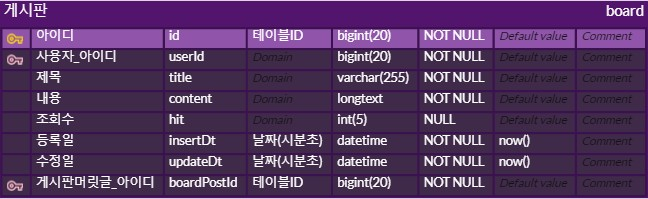 게시판 board
아이디 id 테이블ID bigint(20) NOT NULL Default value Comment
사용자_아이디 userId Domain bigint(20) NOT NULL Default value Comment
제목 title Domain varchar(255) NOT NULL Default value Comment
내용 content Domain longtext NOT NULL Default value Comment
조회수 hit Domain int(5) NULL Default value Comment
등록일 insertDt 날짜(시분초) datetime NOT NULL now() Comment
수정일 updateDt 날짜(시분초) datetime NOT NULL now() Comment
게시판머릿글_아이디 boardPostId 테이블ID bigint(20) NOT NULL Default value Comment